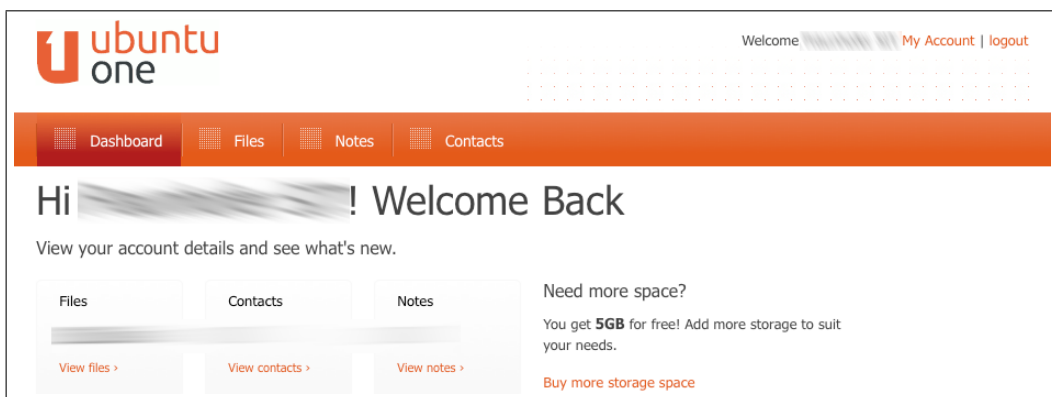 ubuntu
one
Welcome My Account | logout
Dashboard Files Notes Contacts
Hi ! Welcome Back
View your account details and see what's new.
Files Contacts Notes
View files › View contacts › View notes ›
Need more space?
You get 5GB for free! Add more storage to suit
your needs.
Buy more storage space